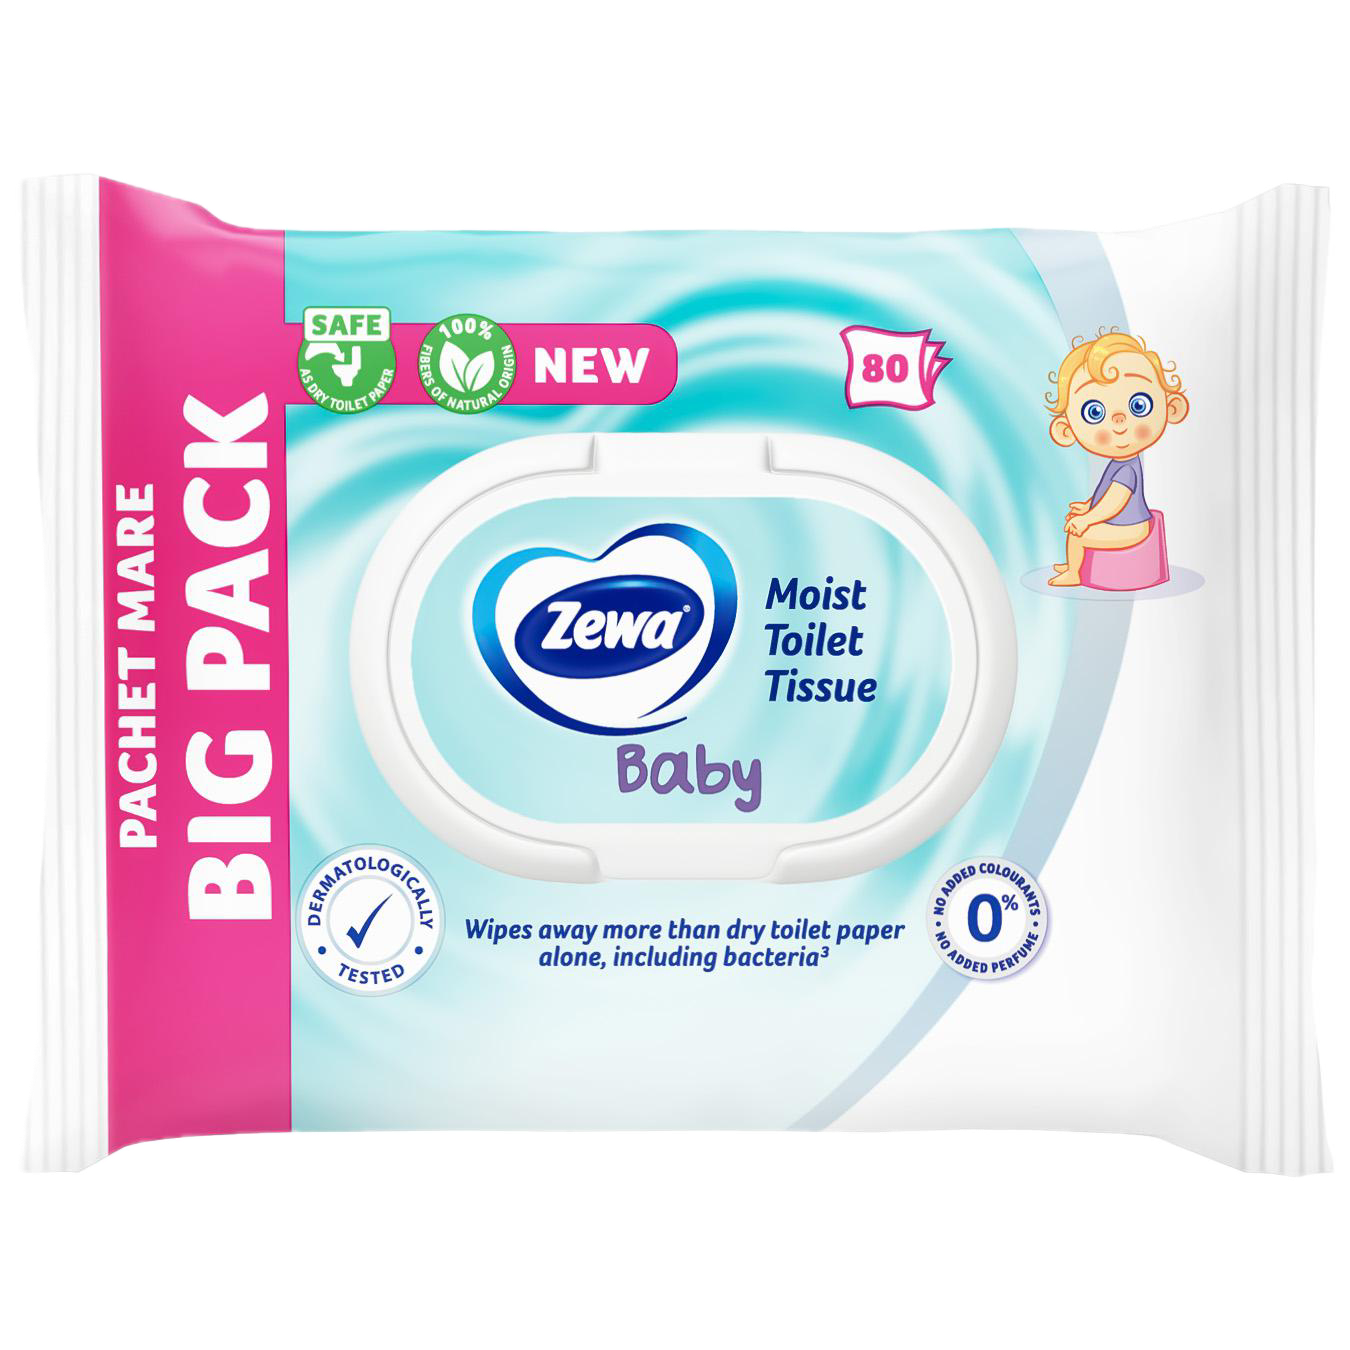 PACHET MARE
BIG PACK
SAFE
AS DRY TOILET PAPER
100%
FIBERS OF NATURAL ORIGIN
NEW
80
Zewa®
Moist
Toilet
Tissue
Baby
DERMATOLOGICALLY
TESTED
Wipes away more than dry toilet paper
alone, including bacteria³
NO ADDED COLOURANTS
0%
NO ADDED PERFUME